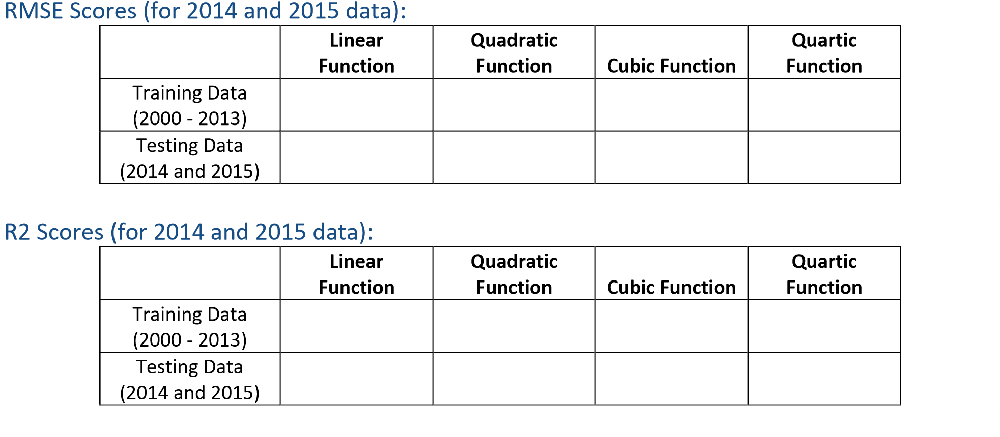 RMSE Scores (for 2014 and 2015 data):
Linear Quadratic Quartic
Function Function Cubic Function Function
Training Data
(2000 - 2013)
Testing Data
(2014 and 2015)
R2 Scores (for 2014 and 2015 data):
Linear Quadratic Quartic
Function Function Cubic Function Function
Training Data
(2000 - 2013)
Testing Data
(2014 and 2015)